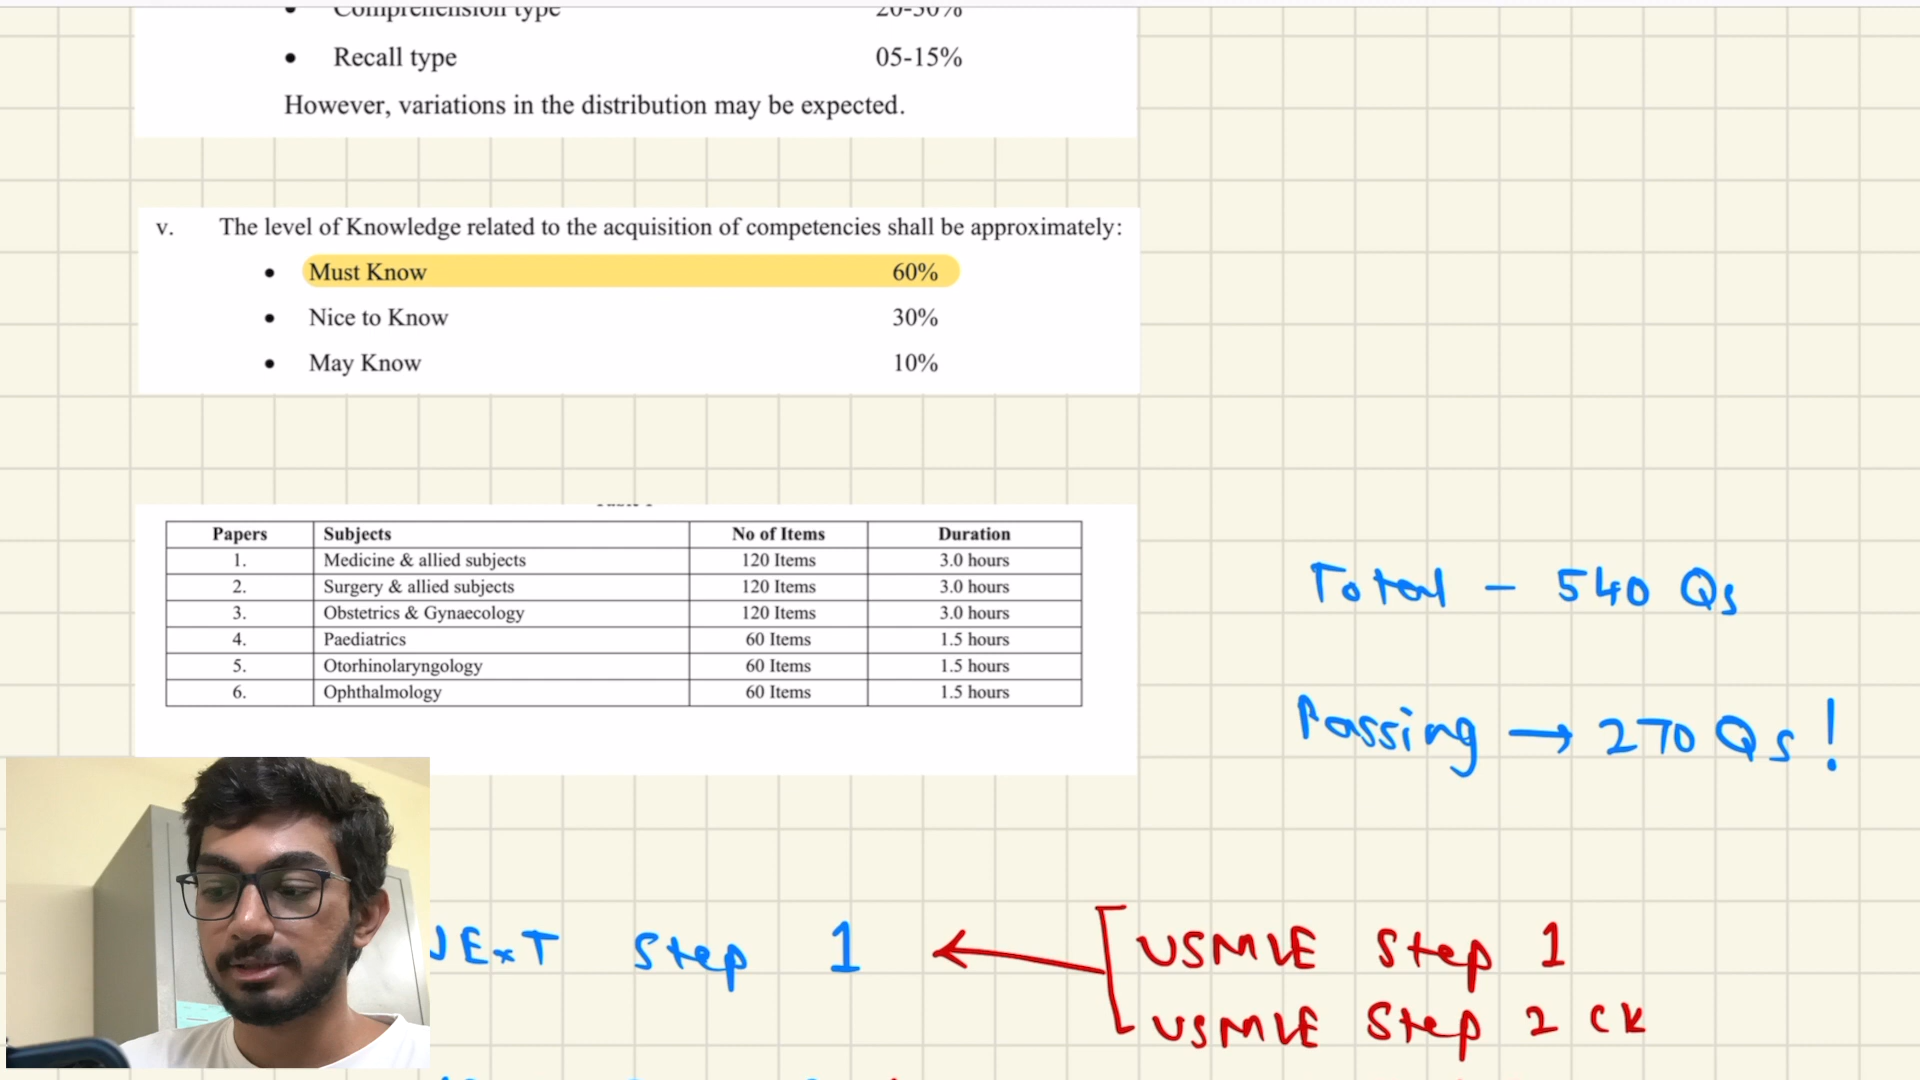 Comprehension type 20-30%
• Recall type 05-15%
However, variations in the distribution may be expected.
v. The level of Knowledge related to the acquisition of competencies shall be approximately:
• Must Know 60%
• Nice to Know 30%
• May Know 10%
Papers Subjects No of Items Duration
1. Medicine & allied subjects 120 Items 3.0 hours
2. Surgery & allied subjects 120 Items 3.0 hours
3. Obstetrics & Gynaecology 120 Items 3.0 hours
4. Paediatrics 60 Items 1.5 hours
5. Otorhinolaryngology 60 Items 1.5 hours
6. Ophthalmology 60 Items 1.5 hours
Total - 540 Qs
Passing → 270 Qs!
NExT Step 1 ← USMLE Step 1
USMLE Step 2 CK